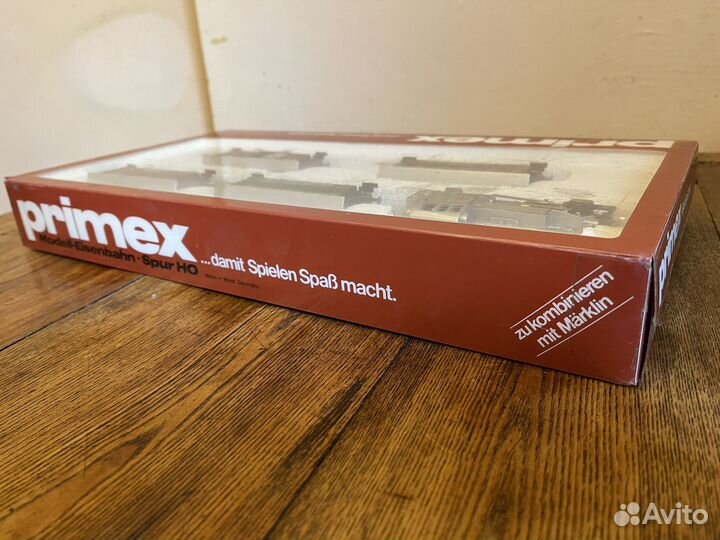 primex
primex
Modell-Eisenbahn · Spur HO
...damit Spielen Spaß macht.
Made in West Germany
zu kombinieren
mit Märklin
primex
Avito